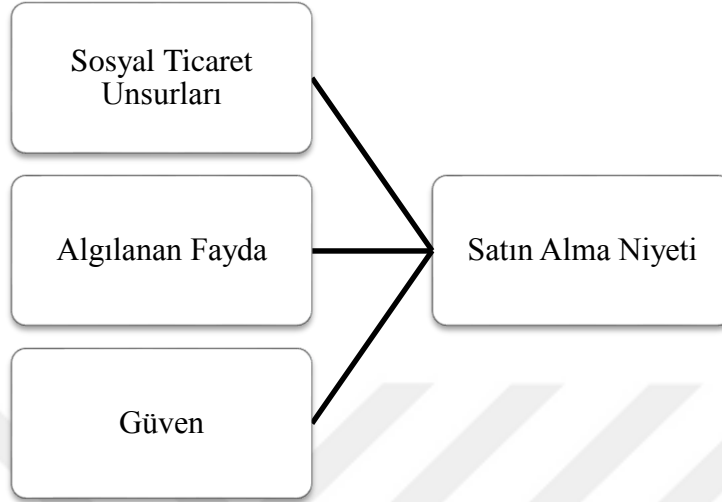 Sosyal Ticaret
Unsurları
Algılanan Fayda
Satın Alma Niyeti
Güven